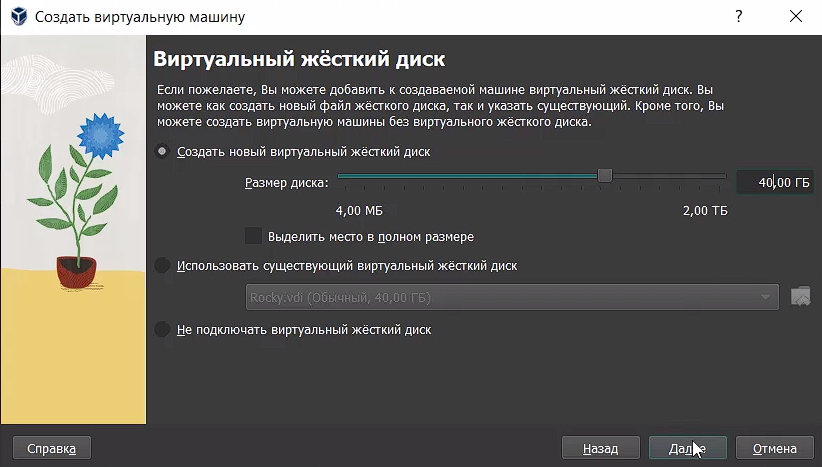 Создать виртуальную машину
?
Виртуальный жёсткий диск
Если пожелаете, Вы можете добавить к создаваемой машине виртуальный жёсткий диск. Вы
можете как создать новый файл жёсткого диска, так и указать существующий. Кроме того, Вы
можете создать виртуальную машины без виртуального жёсткого диска.
Создать новый виртуальный жёсткий диск
Размер диска: 40,00 ГБ
4,00 МБ 2,00 ТБ
Выделить место в полном размере
Использовать существующий виртуальный жёсткий диск
Rocky.vdi (Обычный, 40,00 ГБ)
Не подключать виртуальный жёсткий диск
Справка Назад Далее Отмена